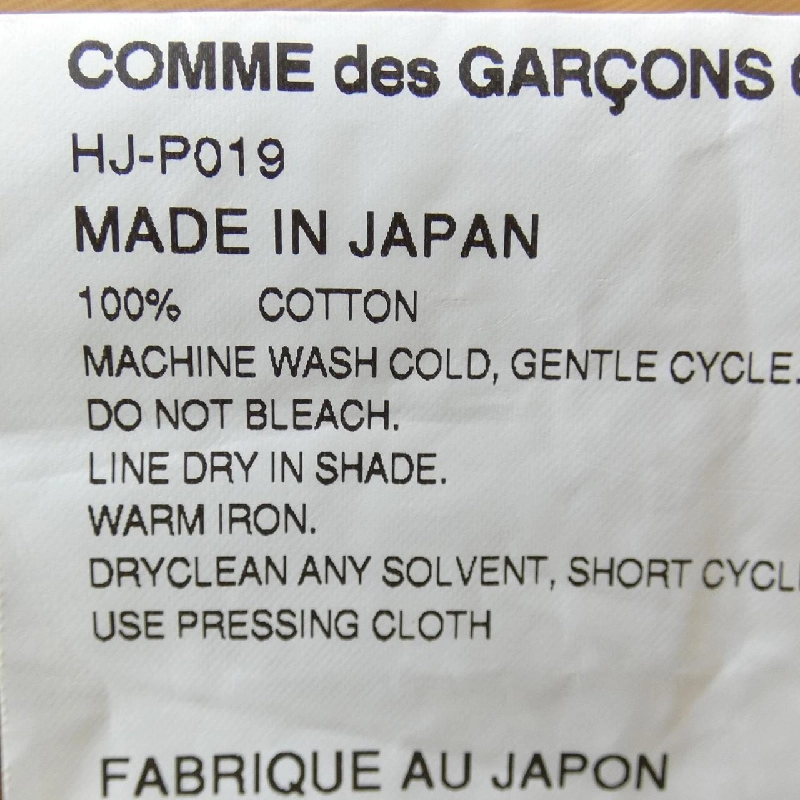 COMME des GARÇONS
HJ-P019
MADE IN JAPAN
100% COTTON
MACHINE WASH COLD, GENTLE CYCLE.
DO NOT BLEACH.
LINE DRY IN SHADE.
WARM IRON.
DRYCLEAN ANY SOLVENT, SHORT CYCL
USE PRESSING CLOTH
FABRIQUE AU JAPON